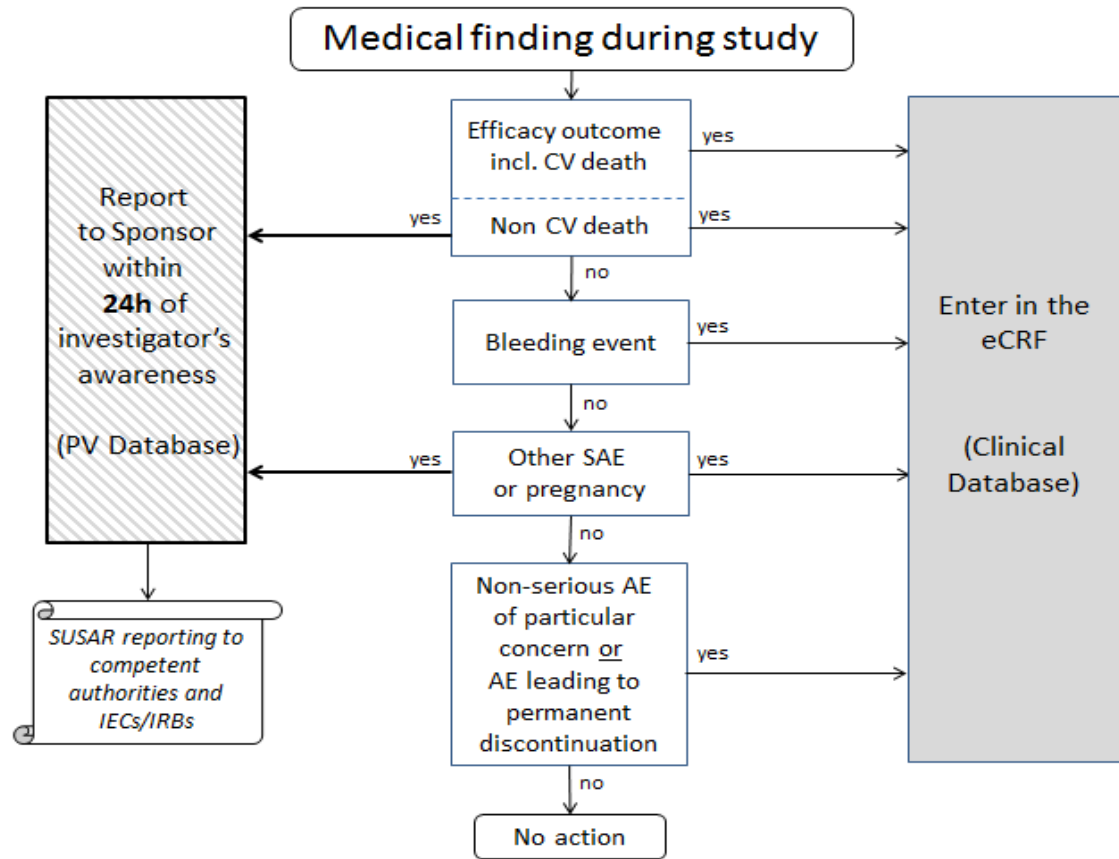 Medical finding during study
Efficacy outcome
incl. CV death
yes
Non CV death
yes
yes
no
Report
to Sponsor
within
24h of
investigator's
awareness
(PV Database)
Bleeding event
yes
no
Enter in the
eCRF
(Clinical
Database)
Other SAE
or pregnancy
yes
yes
no
Non-serious AE
of particular
concern or
AE leading to
permanent
discontinuation
yes
no
SUSAR reporting to
competent
authorities and
IECs/IRBs
No action